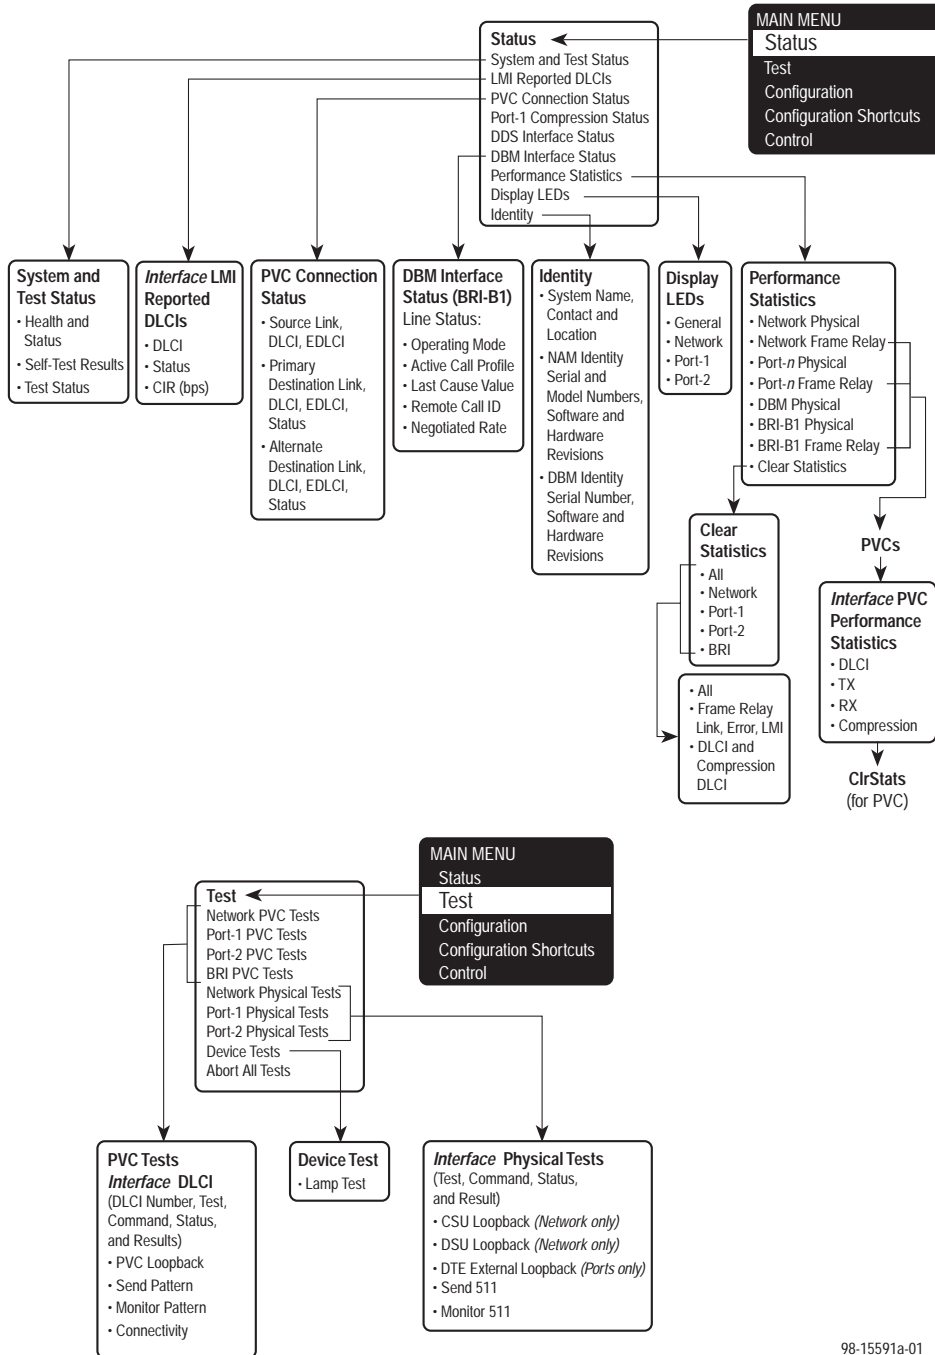 MAIN MENU
Status
Test
Configuration
Configuration Shortcuts
Control
Status
System and Test Status
LMI Reported DLCIs
PVC Connection Status
Port-1 Compression Status
DDS Interface Status
DBM Interface Status
Performance Statistics
Display LEDs
Identity
System and
Test Status
• Health and
Status
• Self-Test Results
• Test Status
Interface LMI
Reported
DLCIs
• DLCI
• Status
• CIR (bps)
PVC Connection
Status
• Source Link,
DLCI, EDLCI
• Primary
Destination Link,
DLCI, EDLCI,
Status
• Alternate
Destination Link,
DLCI, EDLCI,
Status
DBM Interface
Status (BRI-B1)
Line Status:
• Operating Mode
• Active Call Profile
• Last Cause Value
• Remote Call ID
• Negotiated Rate
Identity
• System Name,
Contact and
Location
• NAM Identity
Serial and
Model Numbers,
Software and
Hardware
Revisions
• DBM Identity
Serial Number,
Software and
Hardware
Revisions
Display
LEDs
• General
• Network
• Port-1
• Port-2
Performance
Statistics
• Network Physical
• Network Frame Relay
• Port-n Physical
• Port-n Frame Relay
• DBM Physical
• BRI-B1 Physical
• BRI-B1 Frame Relay
• Clear Statistics
Clear
Statistics
• All
• Network
• Port-1
• Port-2
• BRI
• All
• Frame Relay
Link, Error, LMI
• DLCI and
Compression
DLCI
PVCs
Interface PVC
Performance
Statistics
• DLCI
• TX
• RX
• Compression
ClrStats
(for PVC)
MAIN MENU
Status
Test
Configuration
Configuration Shortcuts
Control
Test
Network PVC Tests
Port-1 PVC Tests
Port-2 PVC Tests
BRI PVC Tests
Network Physical Tests
Port-1 Physical Tests
Port-2 Physical Tests
Device Tests
Abort All Tests
PVC Tests
Interface DLCI
(DLCI Number, Test,
Command, Status,
and Results)
• PVC Loopback
• Send Pattern
• Monitor Pattern
• Connectivity
Device Test
• Lamp Test
Interface Physical Tests
(Test, Command, Status,
and Result)
• CSU Loopback (Network only)
• DSU Loopback (Network only)
• DTE External Loopback (Ports only)
• Send 511
• Monitor 511
98-15591a-01